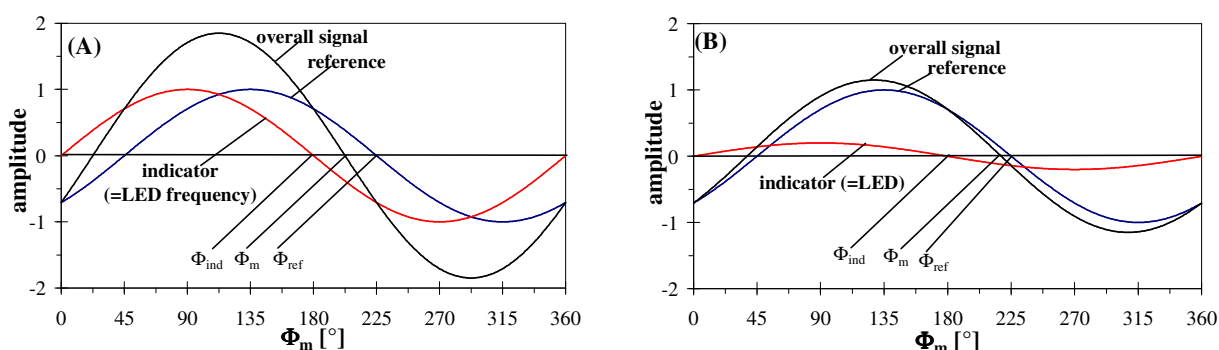 (A)
2
1
0
-1
-2
amplitude
overall signal
reference
indicator
(=LED frequency)
Φind Φm Φref
0 45 90 135 180 225 270 315 360
Φm [°]
(B)
2
1
0
-1
-2
amplitude
overall signal
reference
indicator (=LED)
Φind Φm Φref
0 45 90 135 180 225 270 315 360
Φm [°]